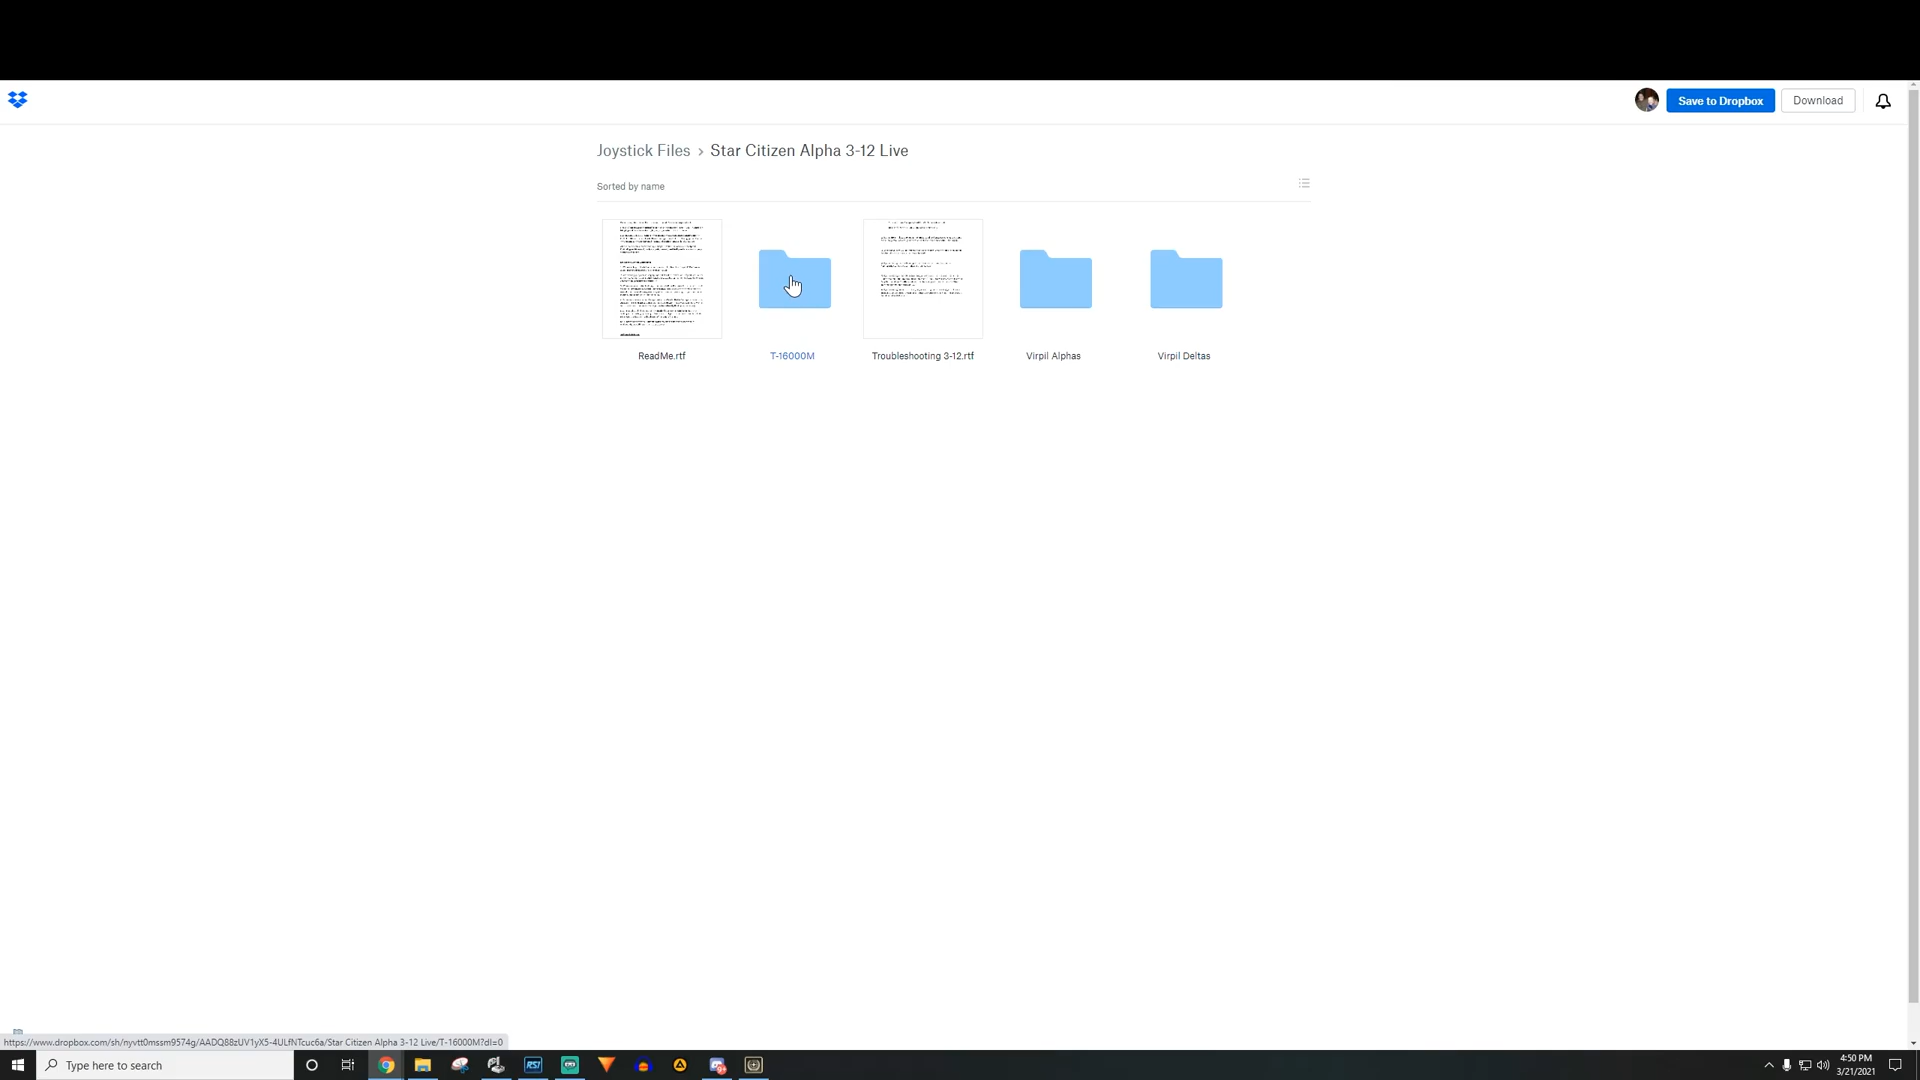 Save to Dropbox
Download
Joystick Files › Star Citizen Alpha 3-12 Live
Sorted by name
ReadMe.rtf
T-16000M
Troubleshooting 3-12.rtf
Virpil Alphas
Virpil Deltas
https://www.dropbox.com/sh/nyvtt0mssm9574g/AADQ88zUV1yX5-4ULfNTcuc6a/Star Citizen Alpha 3-12 Live/T-16000M?dl=0
Type here to search
RSI
4:50 PM
3/21/2021